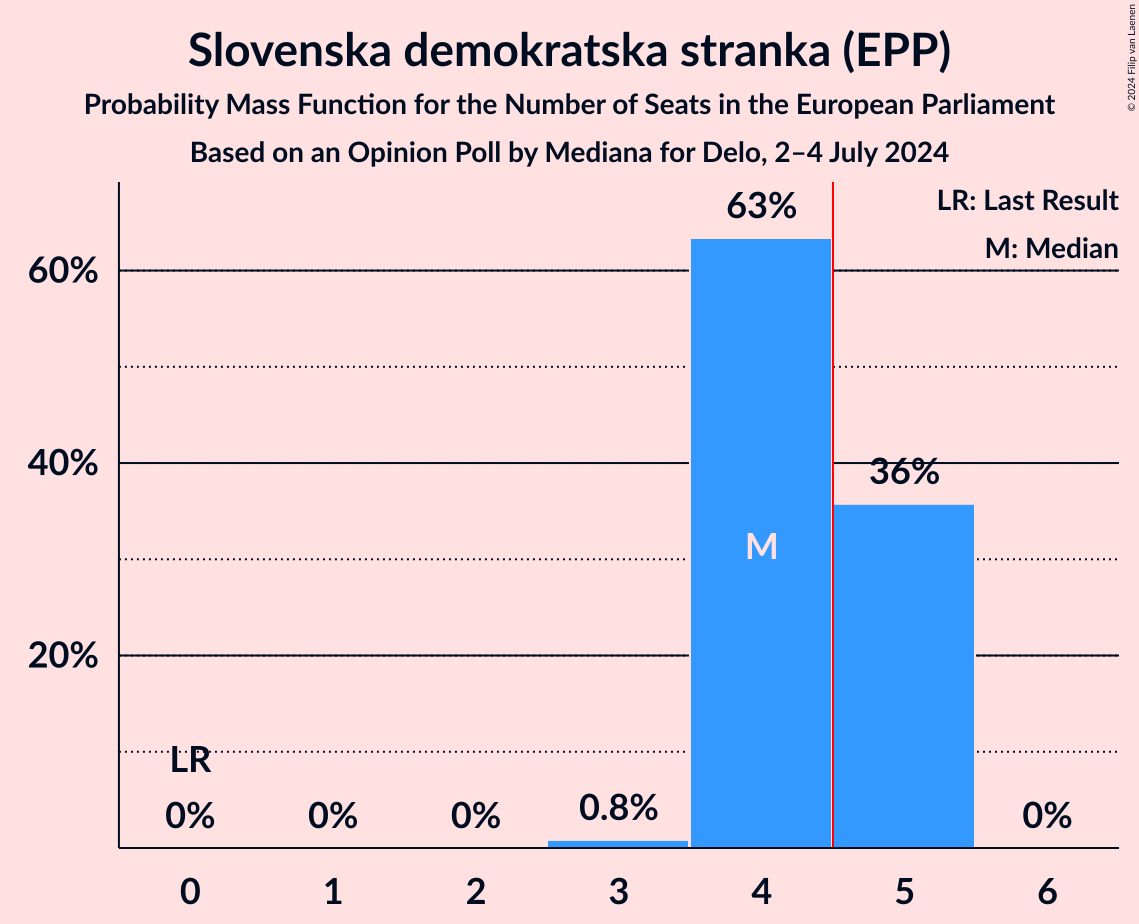 Slovenska demokratska stranka (EPP)
Probability Mass Function for the Number of Seats in the European Parliament
Based on an Opinion Poll by Mediana for Delo, 2–4 July 2024
© 2024 Filip van Laenen
LR: Last Result
M: Median
63%
60%
40%
36%
M
20%
LR
0%
0%
0%
0.8%
0%
0
1
2
3
4
5
6